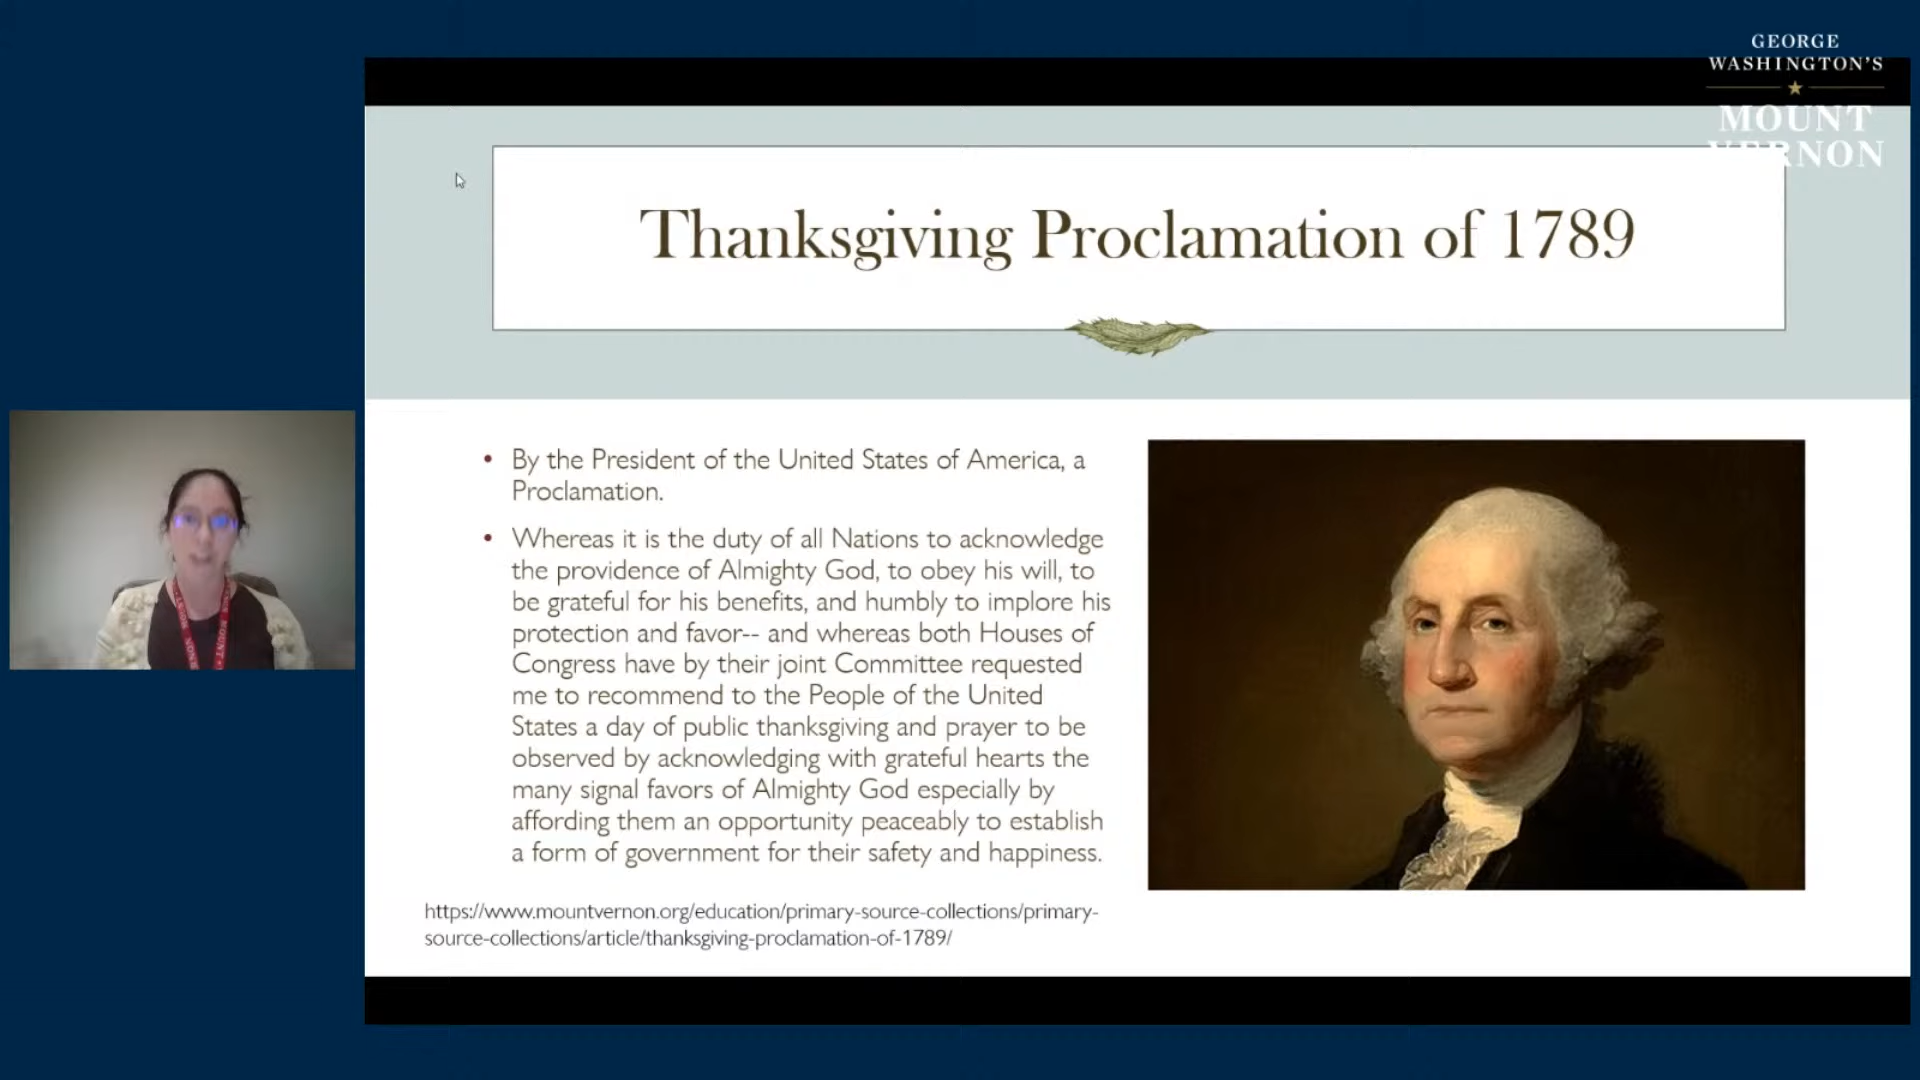 GEORGE
WASHINGTON'S
MOUNT
VERNON
Thanksgiving Proclamation of 1789
• By the President of the United States of America, a
Proclamation.
• Whereas it is the duty of all Nations to acknowledge
the providence of Almighty God, to obey his will, to
be grateful for his benefits, and humbly to implore his
protection and favor-- and whereas both Houses of
Congress have by their joint Committee requested
me to recommend to the People of the United
States a day of public thanksgiving and prayer to be
observed by acknowledging with grateful hearts the
many signal favors of Almighty God especially by
affording them an opportunity peaceably to establish
a form of government for their safety and happiness.
https://www.mountvernon.org/education/primary-source-collections/primary-
source-collections/article/thanksgiving-proclamation-of-1789/